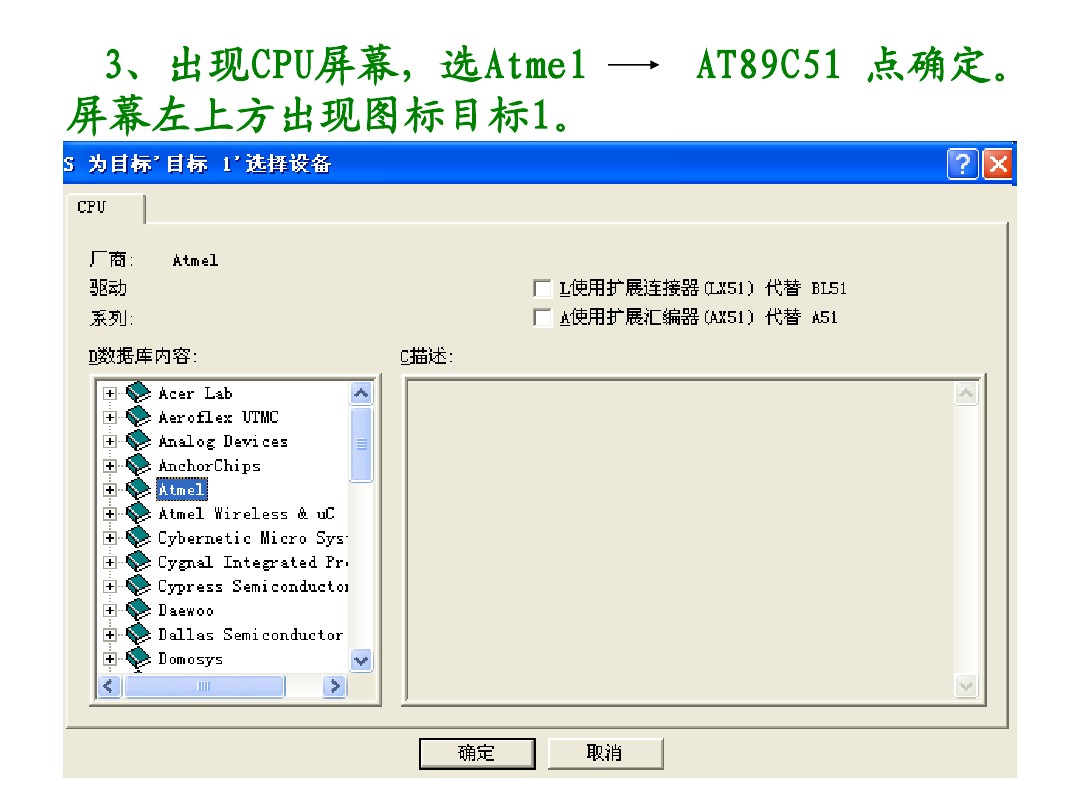 3、出现CPU屏幕，选Atmel → AT89C51 点确定。
屏幕左上方出现图标目标1。
S 为目标'目标 1'选择设备
CPU
厂商: Atmel
驱动
系列:
L使用扩展连接器(LX51) 代替 BL51
A使用扩展汇编器(AX51) 代替 A51
D数据库内容:
C描述:
Acer Lab
Aeroflex UTMC
Analog Devices
AnchorChips
Atmel
Atmel Wireless & uC
Cybernetic Micro Sys
Cygnal Integrated Pr
Cypress Semiconducto
Daewoo
Dallas Semiconductor
Domosys
确定 取消